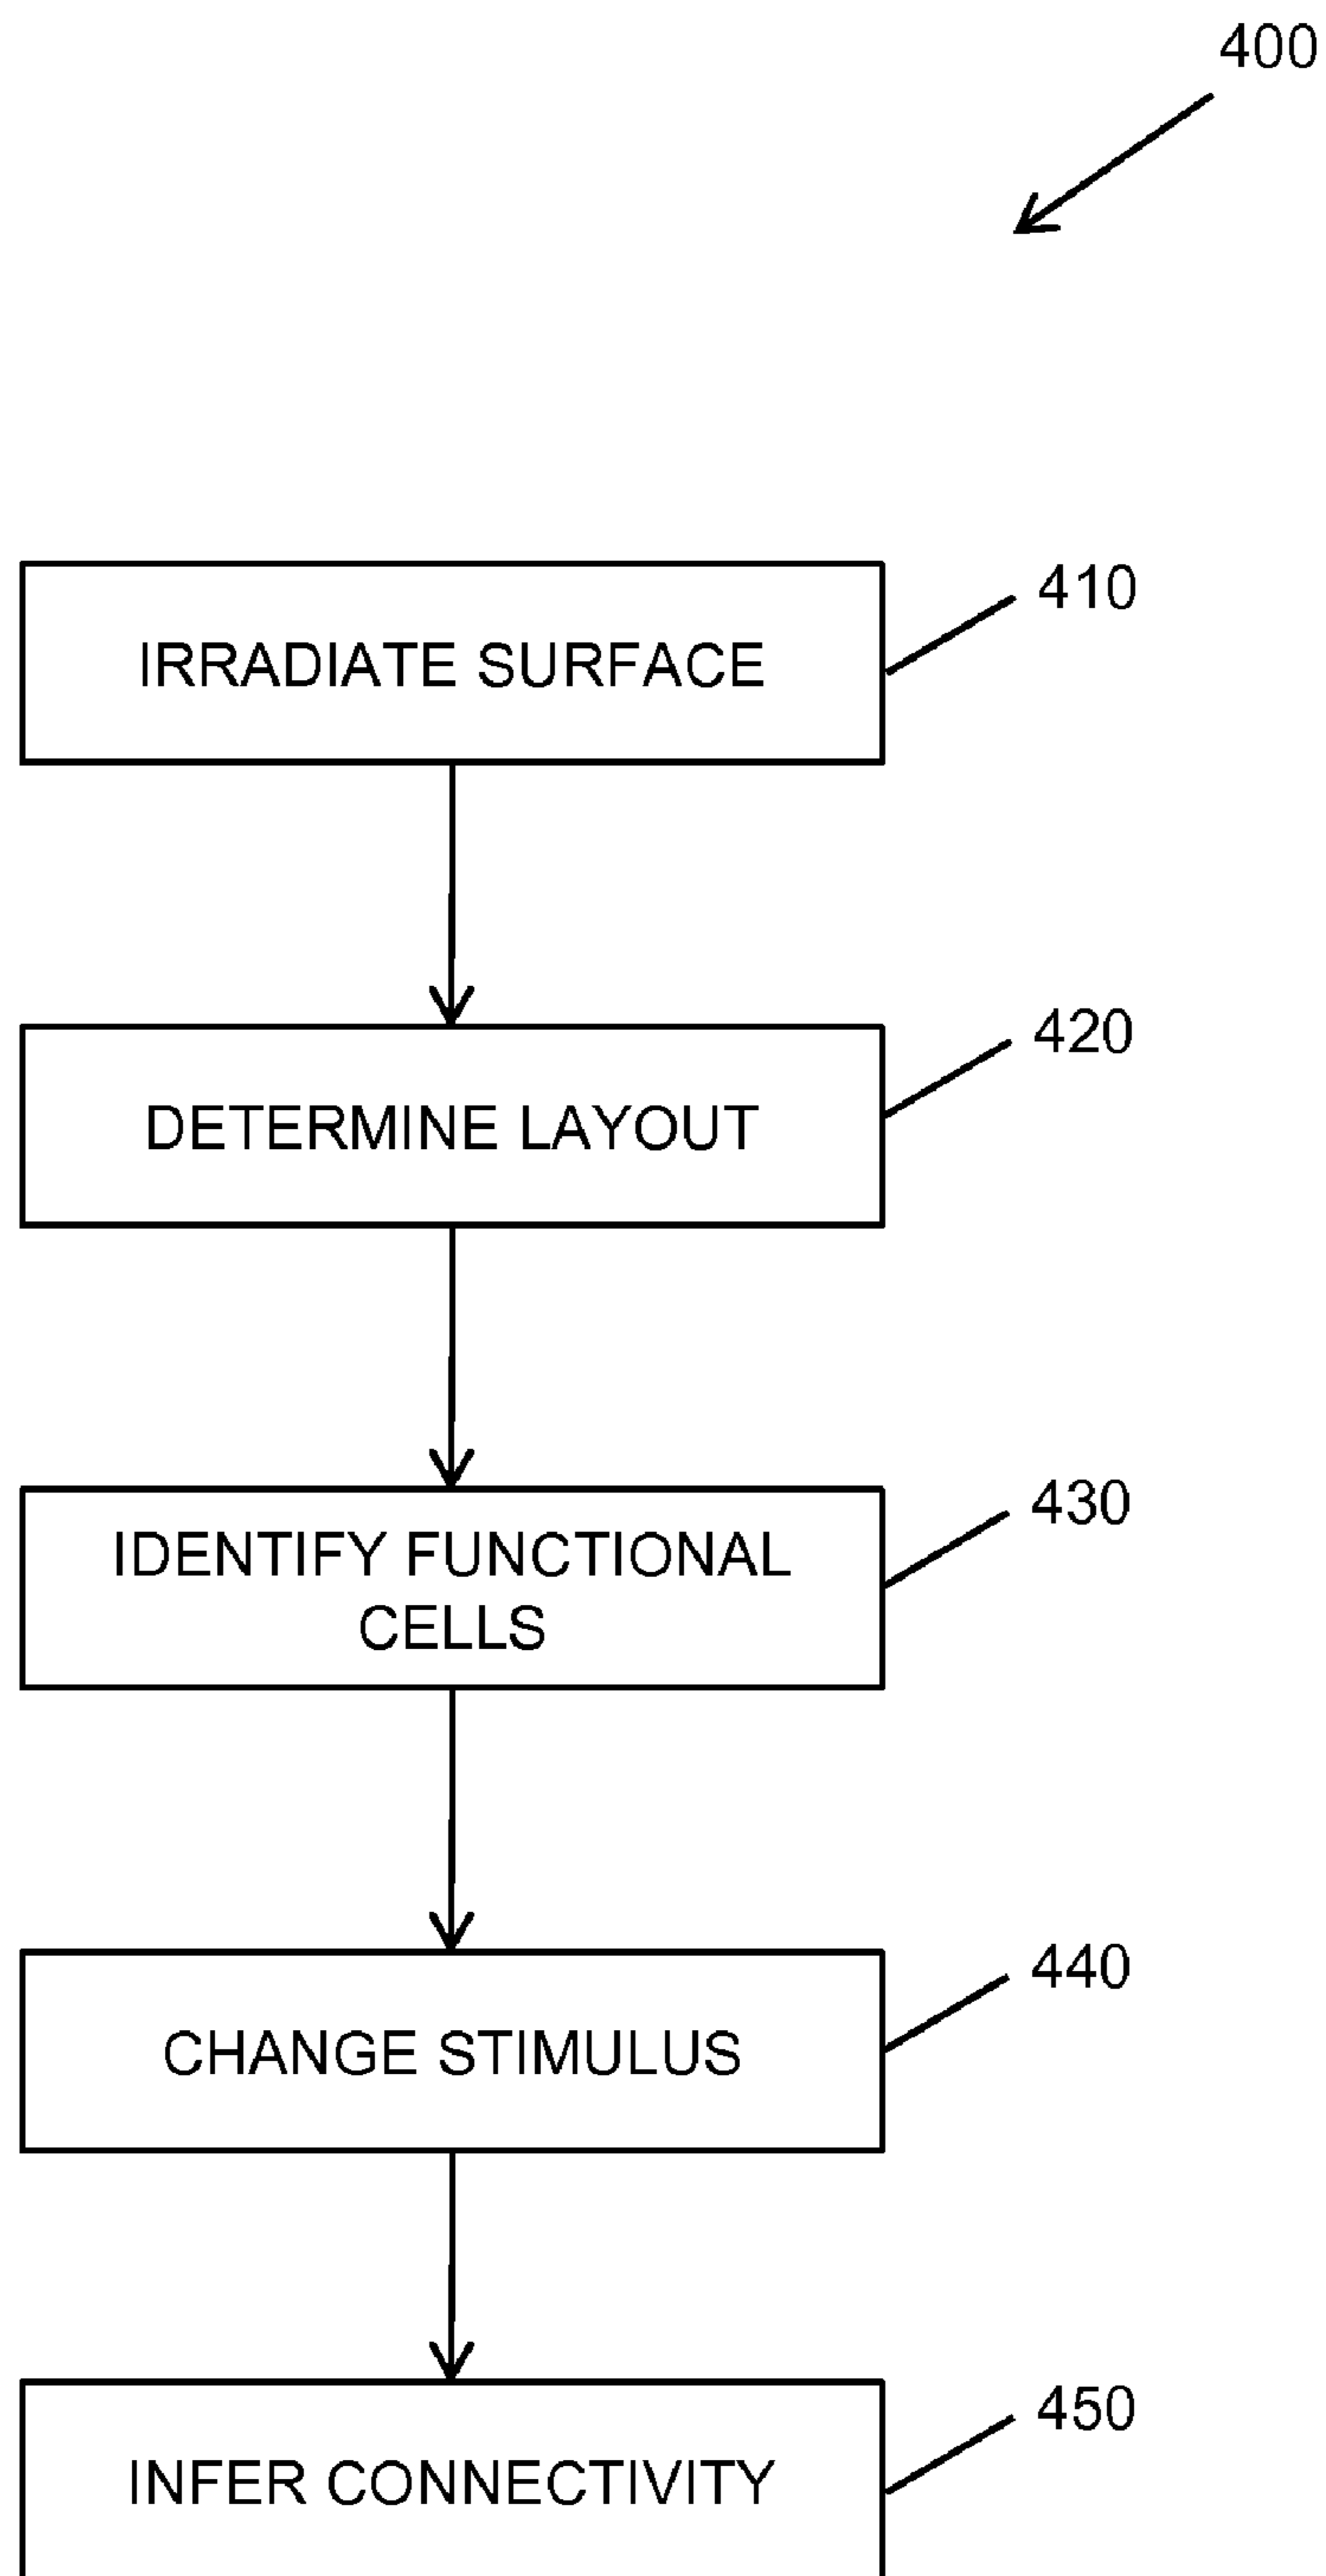 400
IRRADIATE SURFACE
410
DETERMINE LAYOUT
420
IDENTIFY FUNCTIONAL
CELLS
430
CHANGE STIMULUS
440
INFER CONNECTIVITY
450